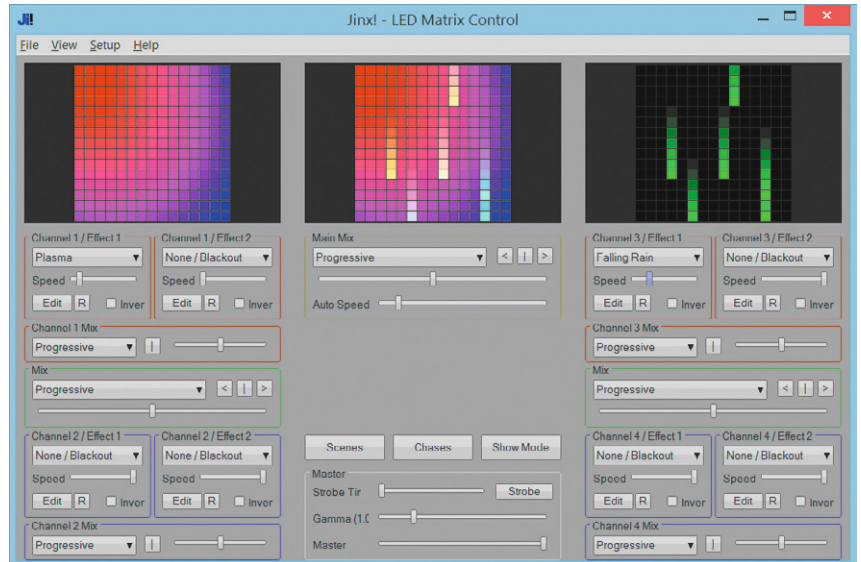 Ji!
Jinx! - LED Matrix Control
File View Setup Help
Channel 1 / Effect 1
Plasma
Speed
Edit R Inver
Channel 1 / Effect 2
None / Blackout
Speed
Edit R Inver
Main Mix
Progressive
< | >
Auto Speed
Channel 3 / Effect 1
Falling Rain
Speed
Edit R Inver
Channel 3 / Effect 2
None / Blackout
Speed
Edit R Inver
Channel 1 Mix
Progressive |
Channel 3 Mix
Progressive |
Mix
Progressive < | >
Mix
Progressive < | >
Channel 2 / Effect 1
None / Blackout
Speed
Edit R Inver
Channel 2 / Effect 2
None / Blackout
Speed
Edit R Inver
Scenes Chases Show Mode
Master
Strobe Tir Strobe
Gamma (1.0
Master
Channel 4 / Effect 1
None / Blackout
Speed
Edit R Inver
Channel 4 / Effect 2
None / Blackout
Speed
Edit R Inver
Channel 2 Mix
Progressive |
Channel 4 Mix
Progressive |